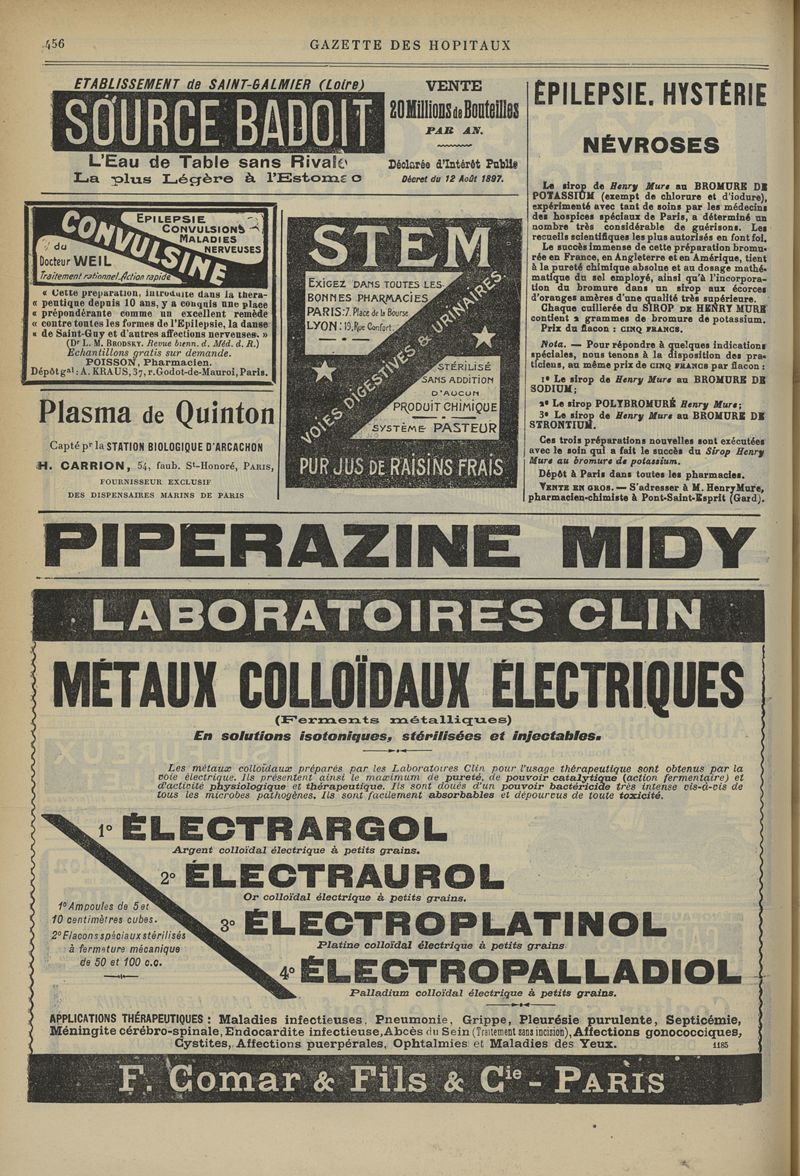 456
GAZETTE DES HOPITAUX
ETABLISSEMENT de SAINT-GALMIER (Loire)
SOURCE BADOIT
L'Eau de Table sans Rivale
La plus Légère à l'Estomac
VENTE
20 Millions de Bouteilles
PAR AN.
Déclarée d'Intérêt Public
Décret du 12 Août 1897.
CONVULSINE
EPILEPSIE
CONVULSIONS
MALADIES
NERVEUSES
du
Docteur WEIL
Traitement rationnel. Action rapide
« Cette préparation, introduite dans la théra-
« peutique depuis 10 ans, y a conquis une place
« prépondérante comme un excellent remède
« contre toutes les formes de l'Epilepsie, la danse
« de Saint-Guy et d'autres affections nerveuses. »
(Dr L. M. BRODSKY. Revue bienn. d. Méd. d. R.)
Echantillons gratis sur demande.
POISSON, Pharmacien.
Dépôt gal : A. KRAUS, 37, r. Godot-de-Mauroi, Paris.
Plasma de Quinton
Capté pr la STATION BIOLOGIQUE D'ARCACHON
H. CARRION, 54, faub. St-Honoré, PARIS,
FOURNISSEUR EXCLUSIF
DES DISPENSAIRES MARINS DE PARIS
STEM
EXIGEZ DANS TOUTES LES
BONNES PHARMACIES
PARIS: 7, Place de la Bourse
LYON: 19, Rue Confort.
VOIES DIGESTIVES & URINAIRES
STÉRILISÉ
SANS ADDITION
D'AUCUN
PRODUIT CHIMIQUE
SYSTÈME PASTEUR
PUR JUS DE RAISINS FRAIS
ÉPILEPSIE. HYSTÉRIE
NÉVROSES
Le sirop de Henry Mure au BROMURE DE
POTASSIUM (exempt de chlorure et d'iodure),
expérimenté avec tant de soins par les médecins
des hospices spéciaux de Paris, a déterminé un
nombre très considérable de guérisons. Les
recueils scientifiques les plus autorisés en font foi.
Le succès immense de cette préparation bromu-
rée en France, en Angleterre et en Amérique, tient
à la pureté chimique absolue et au dosage mathé-
matique du sel employé, ainsi qu'à l'incorpora-
tion du bromure dans un sirop aux écorces
d'oranges amères d'une qualité très supérieure.
Chaque cuillerée du SIROP DE HENRY MURE
contient 2 grammes de bromure de potassium.
Prix du flacon : CINQ FRANCS.
Nota. — Pour répondre à quelques indications
spéciales, nous tenons à la disposition des pra-
ticiens, au même prix de CINQ FRANCS par flacon :
1° Le sirop de Henry Mure au BROMURE DE
SODIUM;
2° Le sirop POLYBROMURÉ Henry Mure;
3° Le sirop de Henry Mure au BROMURE DE
STRONTIUM.
Ces trois préparations nouvelles sont exécutées
avec le soin qui a fait le succès du Sirop Henry
Mure au bromure de potassium.
Dépôt à Paris dans toutes les pharmacies.
VENTE EN GROS. — S'adresser à M. Henry Mure,
pharmacien-chimiste à Pont-Saint-Esprit (Gard).
PIPÉRAZINE MIDY
LABORATOIRES CLIN
MÉTAUX COLLOÏDAUX ÉLECTRIQUES
(Ferments métalliques)
En solutions isotoniques, stérilisées et injectables.
Les métaux colloïdaux préparés par les Laboratoires Clin pour l'usage thérapeutique sont obtenus par la
voie électrique. Ils présentent ainsi le maximum de pureté, de pouvoir catalytique (action fermentaire) et
d'activité physiologique et thérapeutique. Ils sont doués d'un pouvoir bactéricide très intense vis-à-vis de
tous les microbes pathogènes. Ils sont facilement absorbables et dépourvus de toute toxicité.
1° ÉLECTRARGOL
Argent colloïdal électrique à petits grains.
2° ÉLECTRAUROL
Or colloïdal électrique à petits grains.
3° ÉLECTROPLATINOL
Platine colloïdal électrique à petits grains
4° ÉLECTROPALLADIOL
Palladium colloïdal électrique à petits grains.
1° Ampoules de 5 et
10 centimètres cubes.
2° Flacons spéciaux stérilisés
à fermeture mécanique
de 50 et 100 c.c.
APPLICATIONS THÉRAPEUTIQUES : Maladies infectieuses, Pneumonie, Grippe, Pleurésie purulente, Septicémie,
Méningite cérébro-spinale, Endocardite infectieuse, Abcès du Sein (Traitement sans incision), Affections gonococciques,
Cystites, Affections puerpérales, Ophtalmies et Maladies des Yeux.
1185
F. Comar & Fils & Cie - PARIS